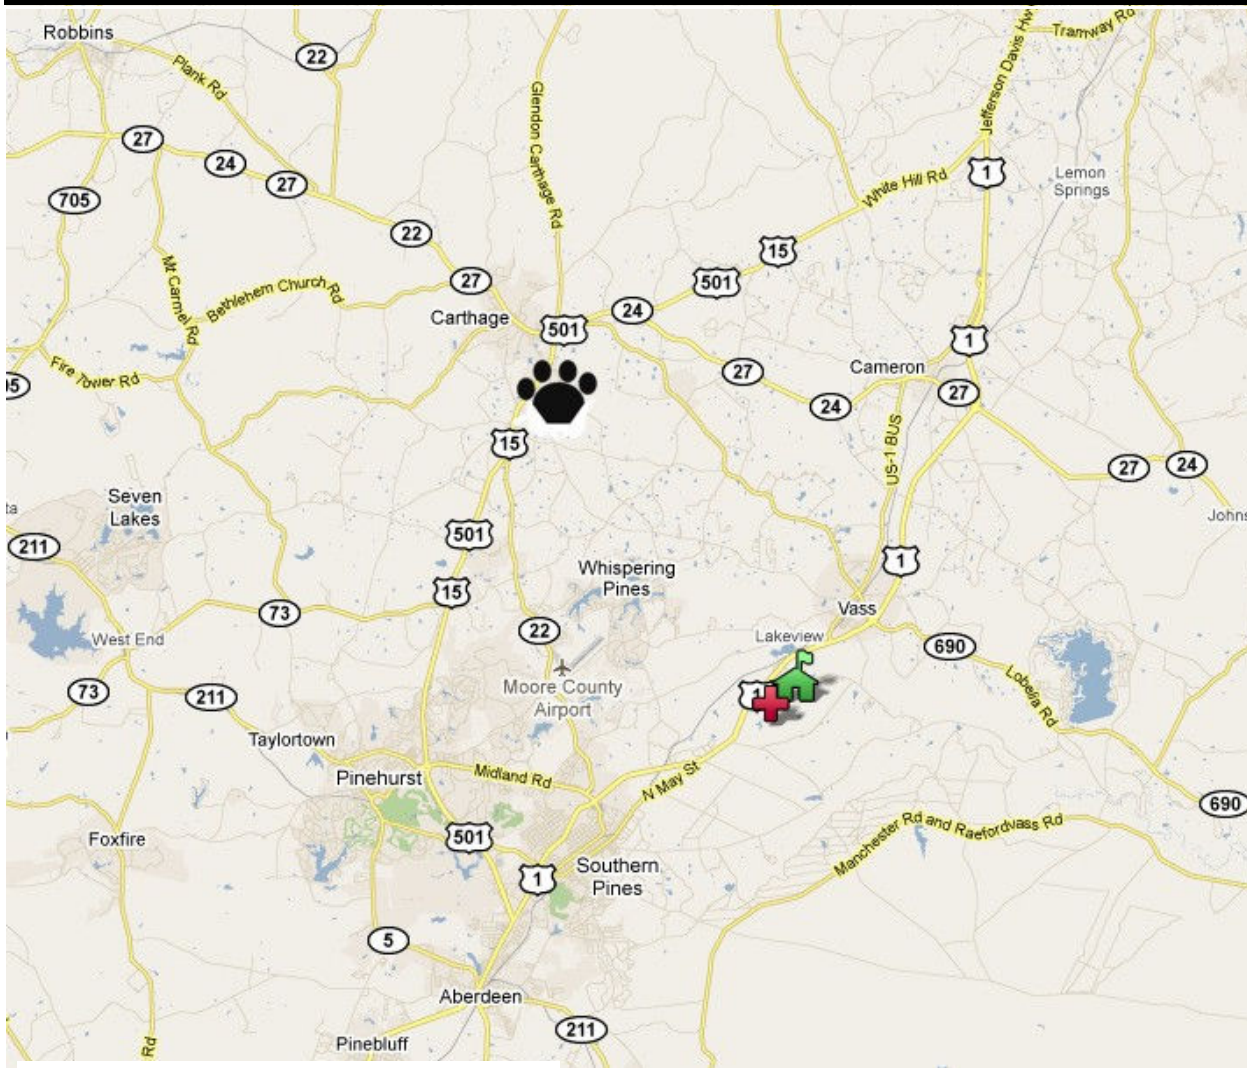 Tramway Rd
Robbins
22
Plank Rd
Jefferson Davis Hwy
Glendon Carthage Rd
27
24
27
1
Lemon
Springs
White Hill Rd
705
22
15
27
501
Mt Carmel Rd
Bethlehem Church Rd
24
Carthage
501
1
Cameron
27
Fire Tower Rd
24
27
15
US-1 BUS
27
24
Seven
Lakes
Johns
501
211
1
Whispering
Pines
15
73
Vass
22
Lakeview
West End
690
Moore County
Airport
73
211
1
Lobelia Rd
Taylortown
Pinehurst
Midland Rd
N May St
690
Foxfire
501
Manchester Rd and Raefordvass Rd
Southern
Pines
1
5
Aberdeen
211
Pinebluff
Rd